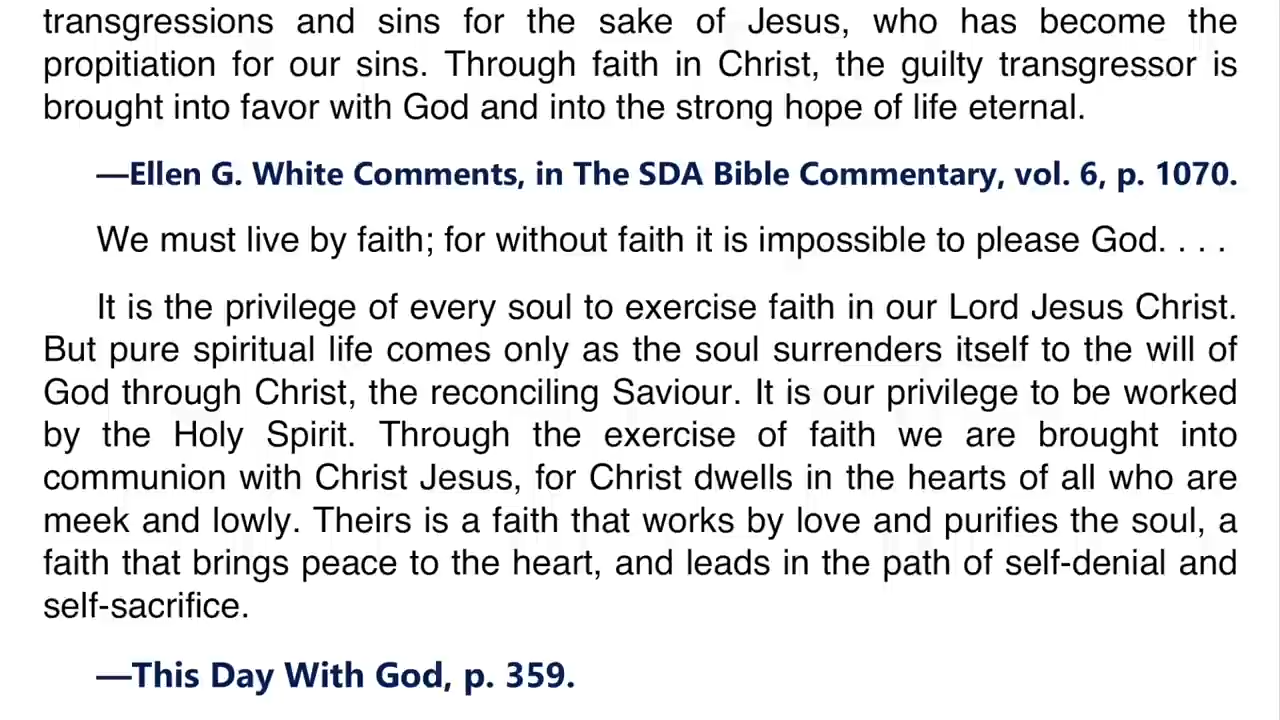 transgressions and sins for the sake of Jesus, who has become the
propitiation for our sins. Through faith in Christ, the guilty transgressor is
brought into favor with God and into the strong hope of life eternal.
—Ellen G. White Comments, in The SDA Bible Commentary, vol. 6, p. 1070.
We must live by faith; for without faith it is impossible to please God. . . .
It is the privilege of every soul to exercise faith in our Lord Jesus Christ.
But pure spiritual life comes only as the soul surrenders itself to the will of
God through Christ, the reconciling Saviour. It is our privilege to be worked
by the Holy Spirit. Through the exercise of faith we are brought into
communion with Christ Jesus, for Christ dwells in the hearts of all who are
meek and lowly. Theirs is a faith that works by love and purifies the soul, a
faith that brings peace to the heart, and leads in the path of self-denial and
self-sacrifice.
—This Day With God, p. 359.